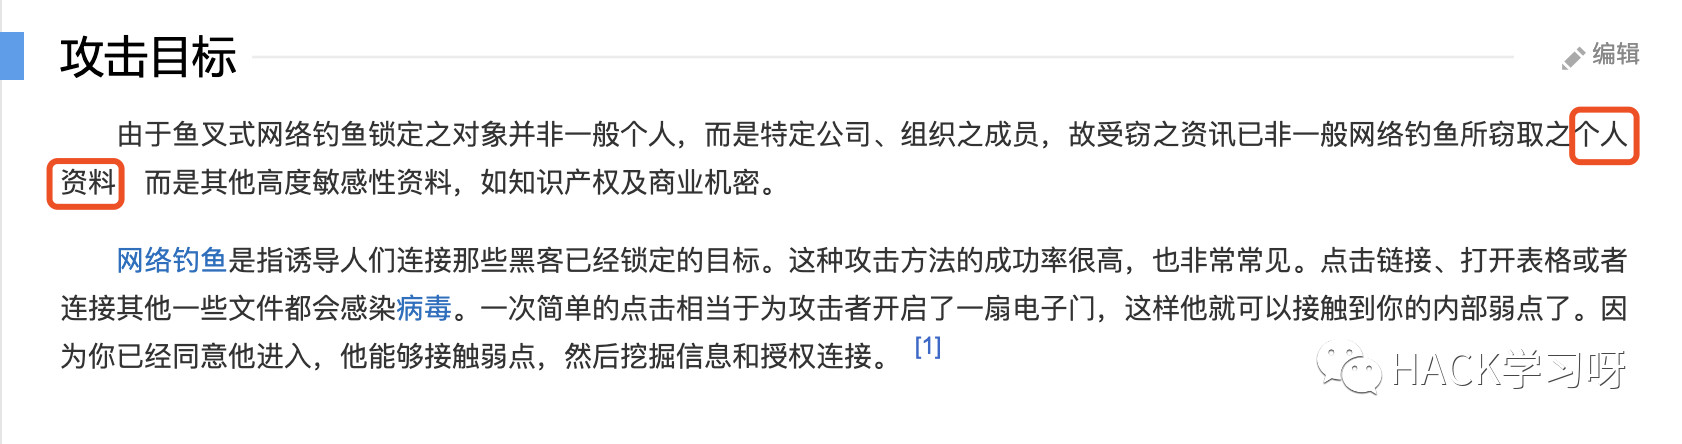 攻击目标
编辑
由于鱼叉式网络钓鱼锁定之对象并非一般个人，而是特定公司、组织之成员，故受窃之资讯已非一般网络钓鱼所窃取之个人
资料 而是其他高度敏感性资料，如知识产权及商业机密。
网络钓鱼是指诱导人们连接那些黑客已经锁定的目标。这种攻击方法的成功率很高，也非常常见。点击链接、打开表格或者
连接其他一些文件都会感染病毒。一次简单的点击相当于为攻击者开启了一扇电子门，这样他就可以接触到你的内部弱点了。因
为你已经同意他进入，他能够接触弱点，然后挖掘信息和授权连接。 [1]
HACK学习呀